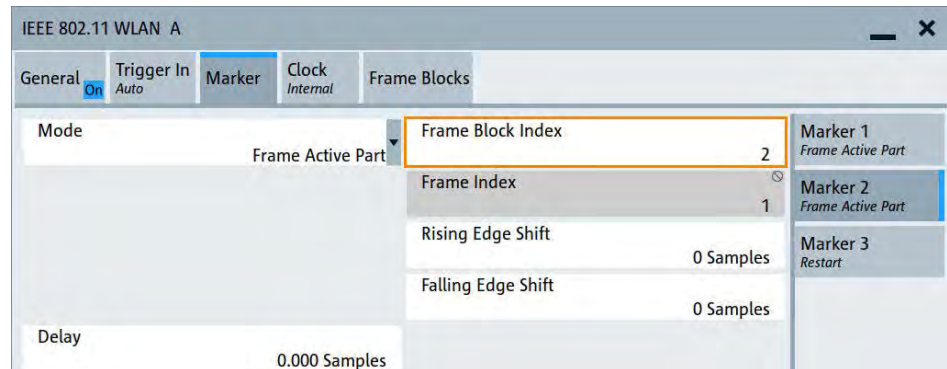 IEEE 802.11 WLAN A
General On
Trigger In
Auto
Marker
Clock
Internal
Frame Blocks
Mode
Frame Active Part
Frame Block Index
2
Frame Index
1
Rising Edge Shift
0 Samples
Falling Edge Shift
0 Samples
Delay
0.000 Samples
Marker 1
Frame Active Part
Marker 2
Frame Active Part
Marker 3
Restart